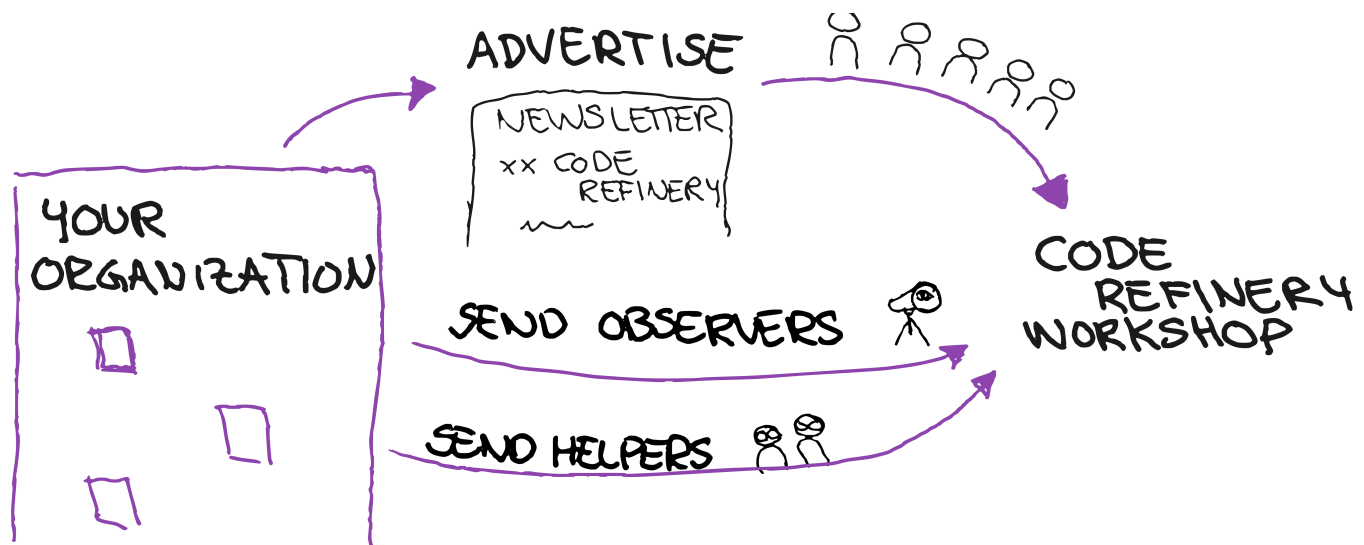 ADVERTISE
NEWSLETTER
xx CODE
REFINERY
YOUR
ORGANIZATION
SEND OBSERVERS
SEND HELPERS
CODE
REFINERY
WORKSHOP